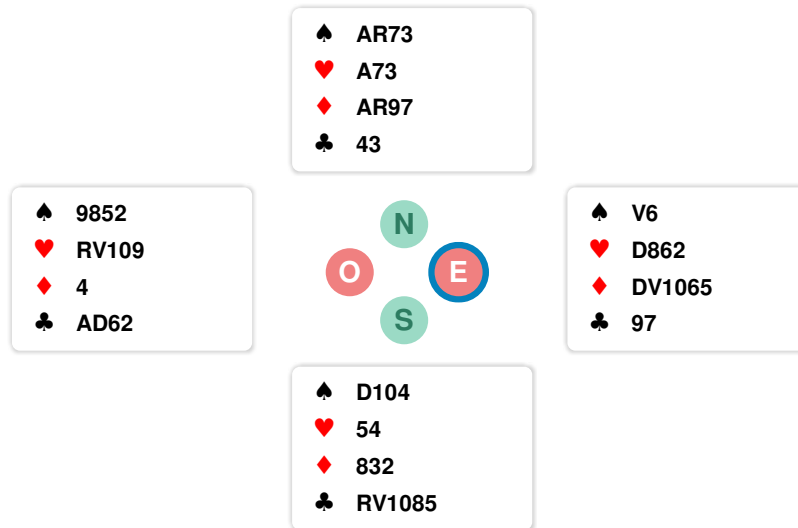 ♠ AR73
♥ A73
♦ AR97
♣ 43
♠ 9852
♥ RV109
♦ 4
♣ AD62
N
O E
S
♠ V6
♥ D862
♦ DV1065
♣ 97
♠ D104
♥ 54
♦ 832
♣ RV1085